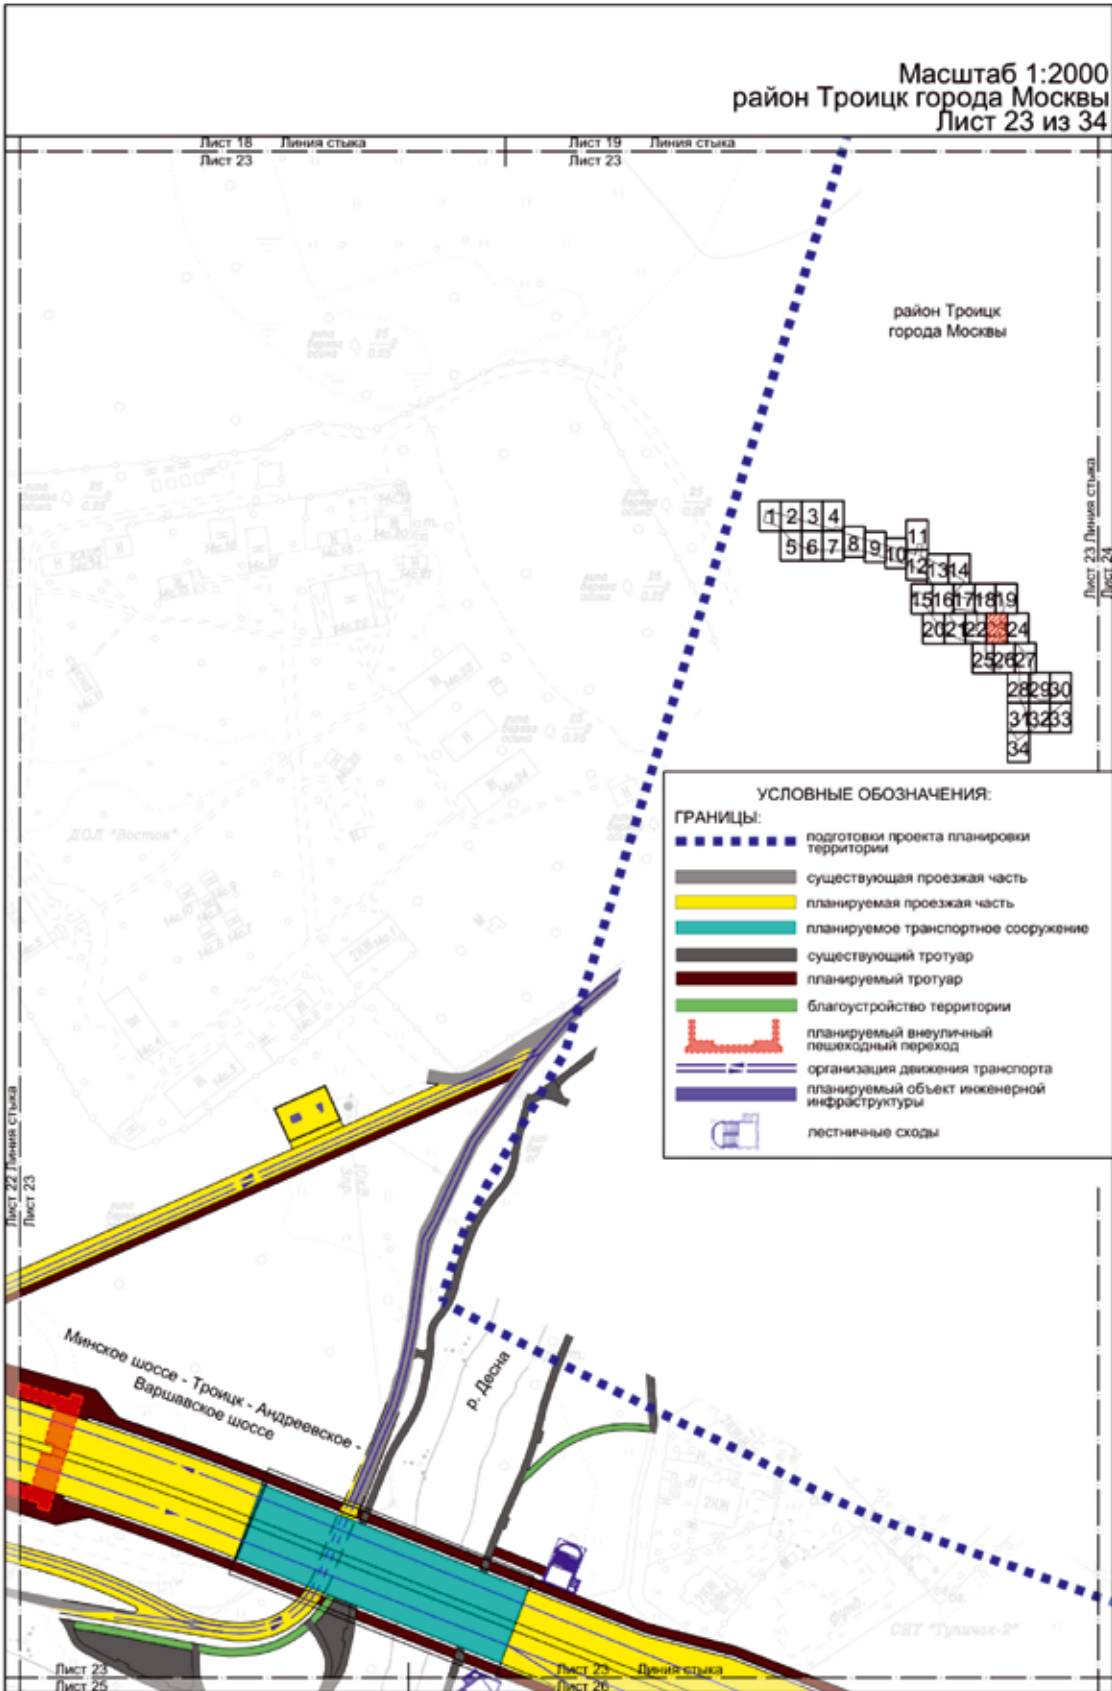 Масштаб 1:2000
район Троицк города Москвы
Лист 23 из 34
Лист 18 Линия стыка
Лист 23
Лист 19 Линия стыка
Лист 23
район Троицк
города Москвы
Лист 23 Линия стыка
Лист 24
1 2 3 4
5 6 7 8 9 10 11
12 13 14
15 16 17 18 19
20 21 22 24
25 26 27
28 29 30
31 32 33
34
УСЛОВНЫЕ ОБОЗНАЧЕНИЯ:
ГРАНИЦЫ:
подготовки проекта планировки
территории
существующая проезжая часть
планируемая проезжая часть
планируемое транспортное сооружение
существующий тротуар
планируемый тротуар
благоустройство территории
планируемый внеуличный
пешеходный переход
организация движения транспорта
планируемый объект инженерной
инфраструктуры
лестничные сходы
ДОЛ "Восток"
Лист 22 Линия стыка
Лист 23
Минское шоссе - Троицк - Андреевское -
Варшавское шоссе
р. Десна
СНТ "Тупичок-2"
Лист 23
Лист 25
Лист 23 Линия стыка
Лист 26